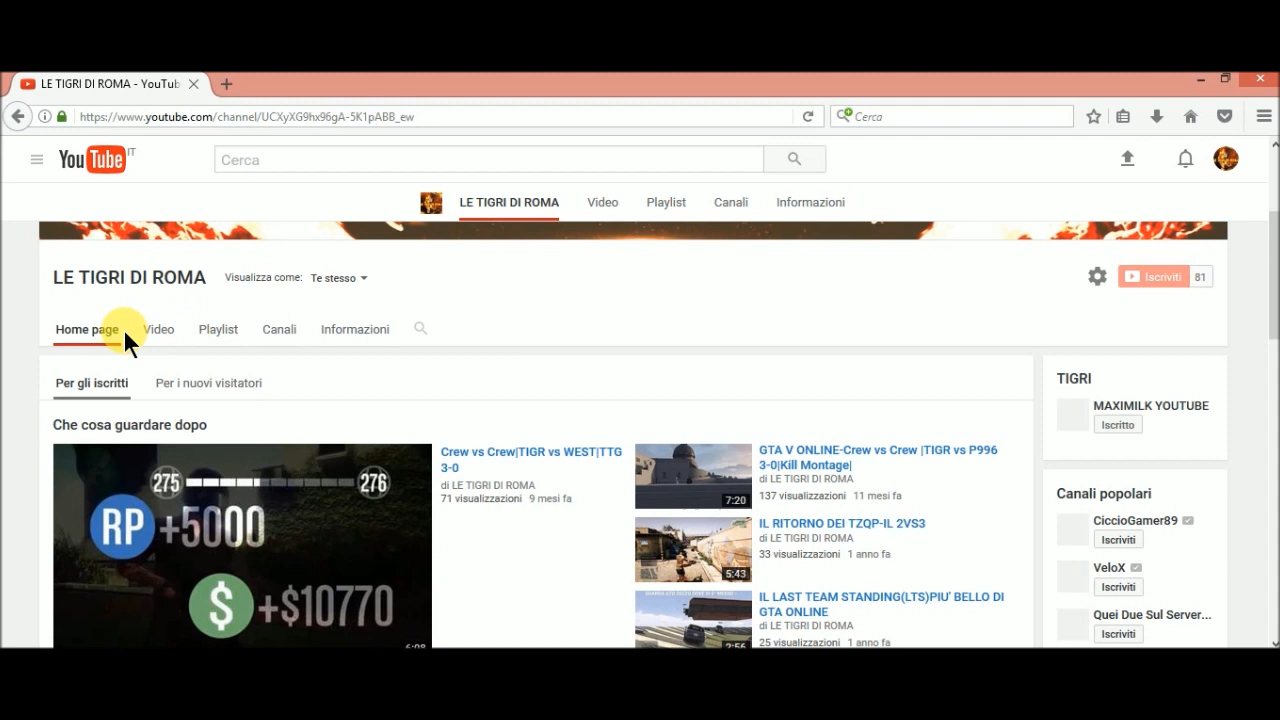 LE TIGRI DI ROMA - YouTub
https://www.youtube.com/channel/UCXyXG9hx96gA-5K1pABB_ew
Cerca
YouTube IT
Cerca
LE TIGRI DI ROMA Video Playlist Canali Informazioni
LE TIGRI DI ROMA Visualizza come: Te stesso
Iscriviti 81
Home page Video Playlist Canali Informazioni
Per gli iscritti Per i nuovi visitatori
Che cosa guardare dopo
275 276
RP +5000
$ +$10770
Crew vs Crew|TIGR vs WEST|TTG
3-0
di LE TIGRI DI ROMA
71 visualizzazioni 9 mesi fa
7:20
GTA V ONLINE-Crew vs Crew |TIGR vs P996
3-0|Kill Montage|
di LE TIGRI DI ROMA
137 visualizzazioni 11 mesi fa
5:43
IL RITORNO DEI TZQP-IL 2VS3
di LE TIGRI DI ROMA
33 visualizzazioni 1 anno fa
2:56
IL LAST TEAM STANDING(LTS)PIU' BELLO DI
GTA ONLINE
di LE TIGRI DI ROMA
25 visualizzazioni 1 anno fa
TIGRI
MAXIMILK YOUTUBE
Iscritto
Canali popolari
CiccioGamer89
Iscriviti
VeloX
Iscriviti
Quei Due Sul Server...
Iscriviti